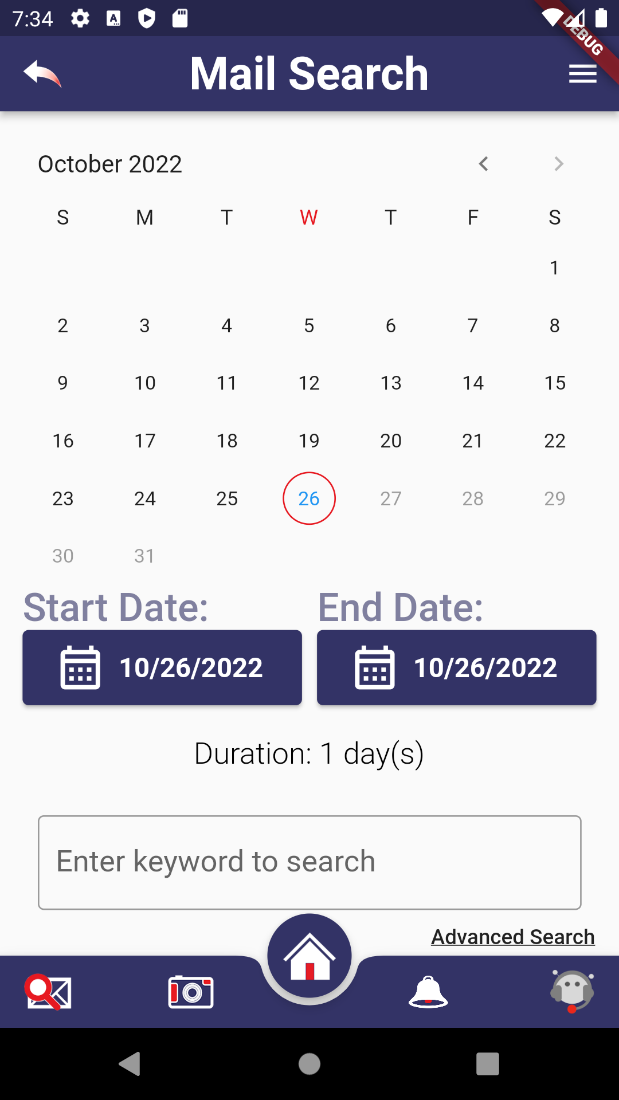 7:34
DEBUG
Mail Search
October 2022
S M T W T F S
1
2 3 4 5 6 7 8
9 10 11 12 13 14 15
16 17 18 19 20 21 22
23 24 25 26 27 28 29
30 31
Start Date: End Date:
10/26/2022 10/26/2022
Duration: 1 day(s)
Enter keyword to search
Advanced Search